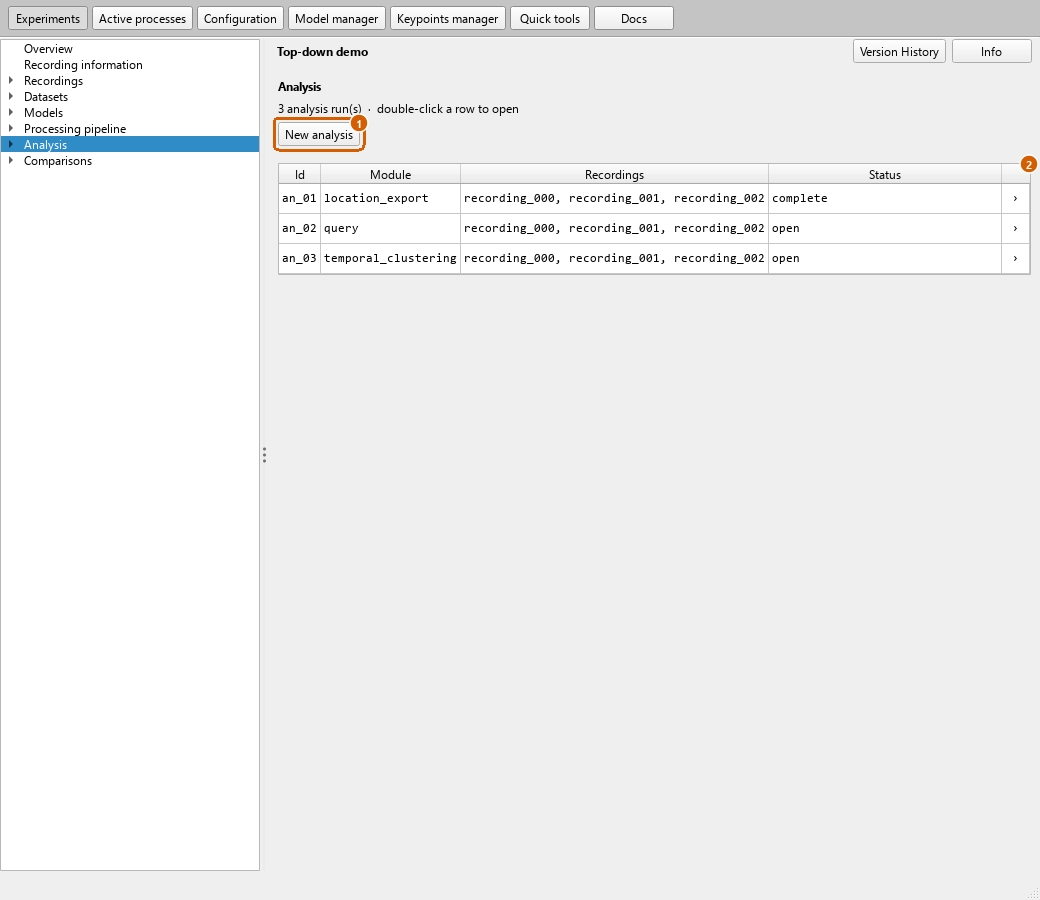 Experiments Active processes Configuration Model manager Keypoints manager Quick tools Docs
Overview
Recording information
Recordings
Datasets
Models
Processing pipeline
Analysis
Comparisons
Top-down demo
Version History Info
Analysis
3 analysis run(s) · double-click a row to open
New analysis 1
2
Id Module Recordings Status
an_01 location_export recording_000, recording_001, recording_002 complete ›
an_02 query recording_000, recording_001, recording_002 open ›
an_03 temporal_clustering recording_000, recording_001, recording_002 open ›